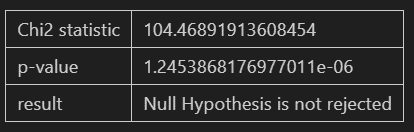 Chi2 statistic 104.46891913608454
p-value 1.2453868176977011e-06
result Null Hypothesis is not rejected